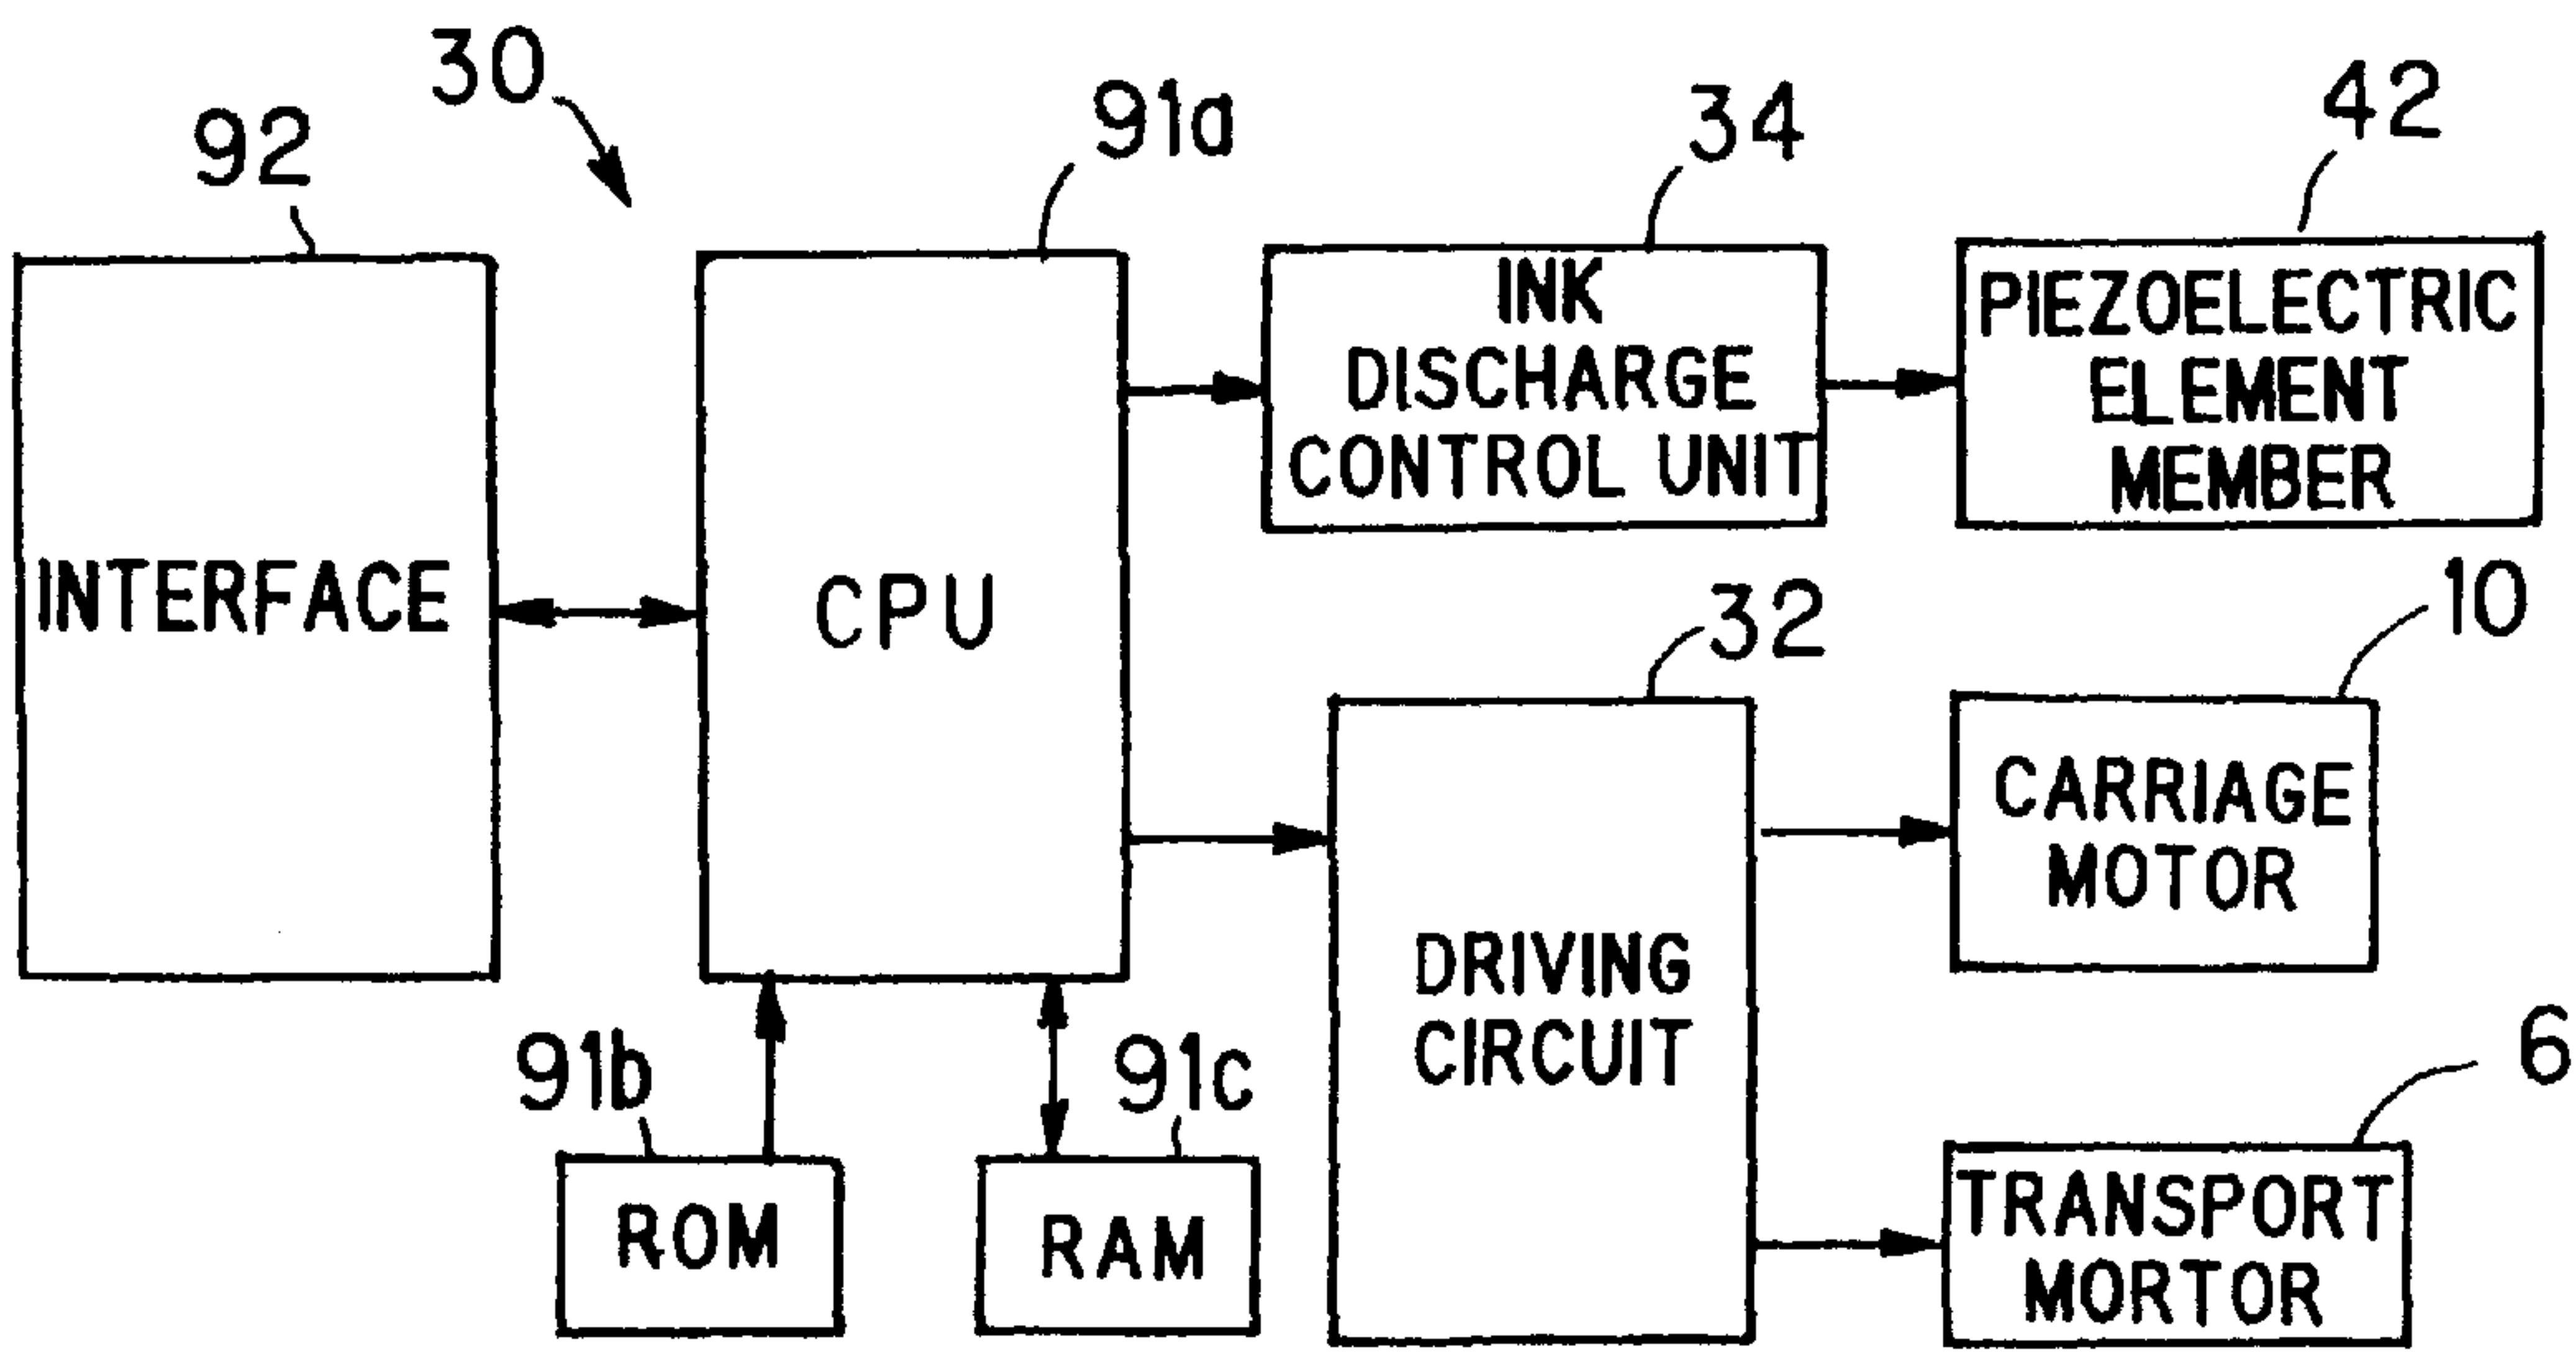 30
92
91a
34
42
INTERFACE
CPU
INK
DISCHARGE
CONTROL UNIT
PIEZOELECTRIC
ELEMENT
MEMBER
32
10
DRIVING
CIRCUIT
CARRIAGE
MOTOR
91b
91c
6
ROM
RAM
TRANSPORT
MORTOR